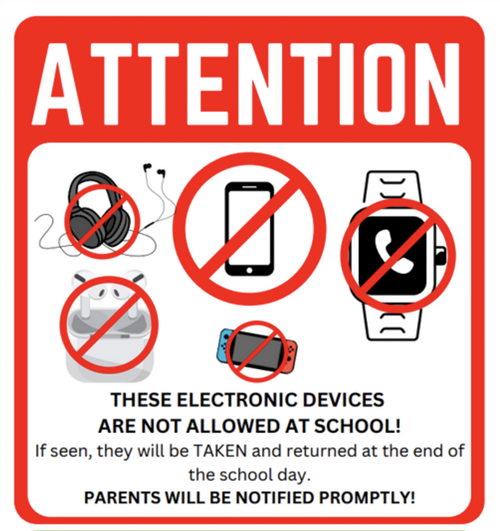 ATTENTION
THESE ELECTRONIC DEVICES
ARE NOT ALLOWED AT SCHOOL!
If seen, they will be TAKEN and returned at the end of
the school day.
PARENTS WILL BE NOTIFIED PROMPTLY!